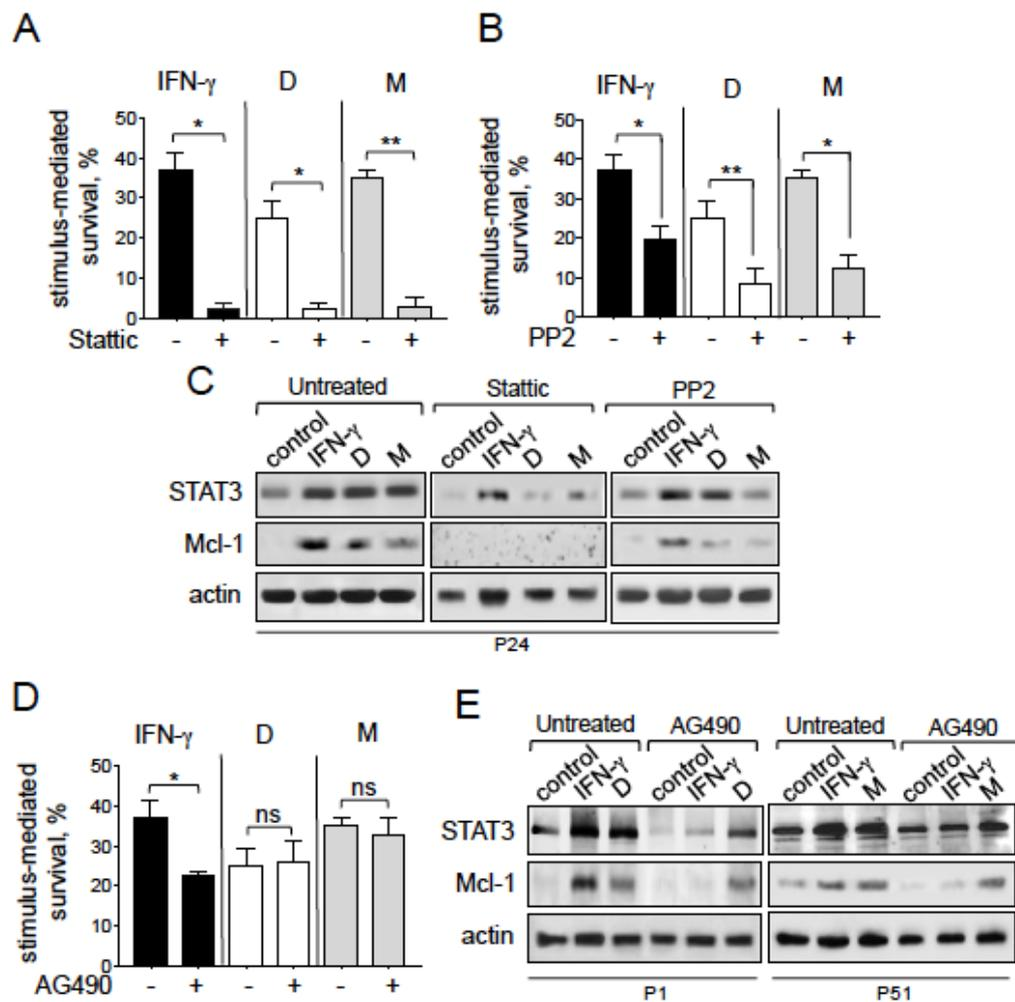 A
IFN-γ D M
stimulus-mediated
survival, %
50
40
30
20
10
0
* * **
Stattic - + - + - +
B
IFN-γ D M
stimulus-mediated
survival, %
50
40
30
20
10
0
* ** *
PP2 - + - + - +
C
Untreated Stattic PP2
control IFN-γ D M control IFN-γ D M control IFN-γ D M
STAT3
Mcl-1
actin
P24
D
IFN-γ D M
stimulus-mediated
survival, %
50
40
30
20
10
0
* ns ns
AG490 - + - + - +
E
Untreated AG490 Untreated AG490
control IFN-γ D control IFN-γ D control IFN-γ M control IFN-γ M
STAT3
Mcl-1
actin
P1 P51